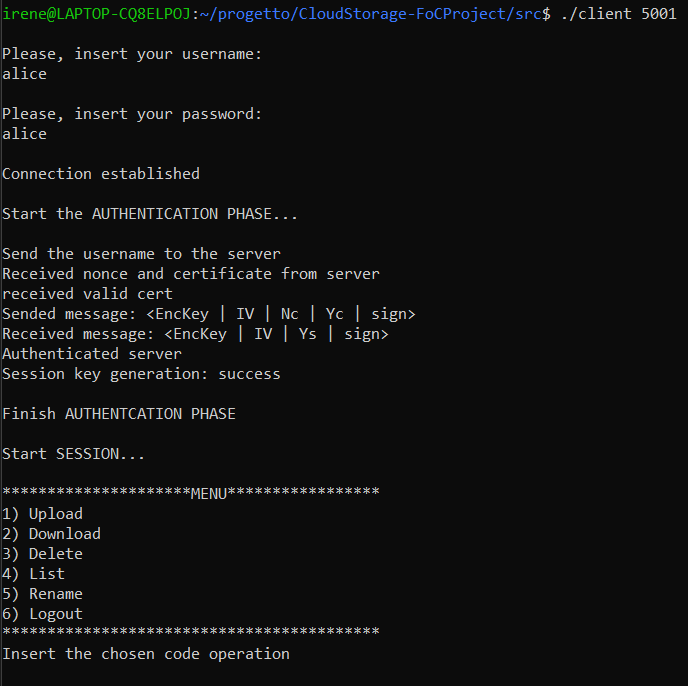 irene@LAPTOP-CQ8ELPOJ:~/progetto/CloudStorage-FoCProject/src$ ./client 5001
Please, insert your username:
alice
Please, insert your password:
alice
Connection established
Start the AUTHENTICATION PHASE...
Send the username to the server
Received nonce and certificate from server
received valid cert
Sended message: <EncKey | IV | Nc | Yc | sign>
Received message: <EncKey | IV | Ys | sign>
Authenticated server
Session key generation: success
Finish AUTHENTCATION PHASE
Start SESSION...
*********************MENU*****************
1) Upload
2) Download
3) Delete
4) List
5) Rename
6) Logout
******************************************
Insert the chosen code operation